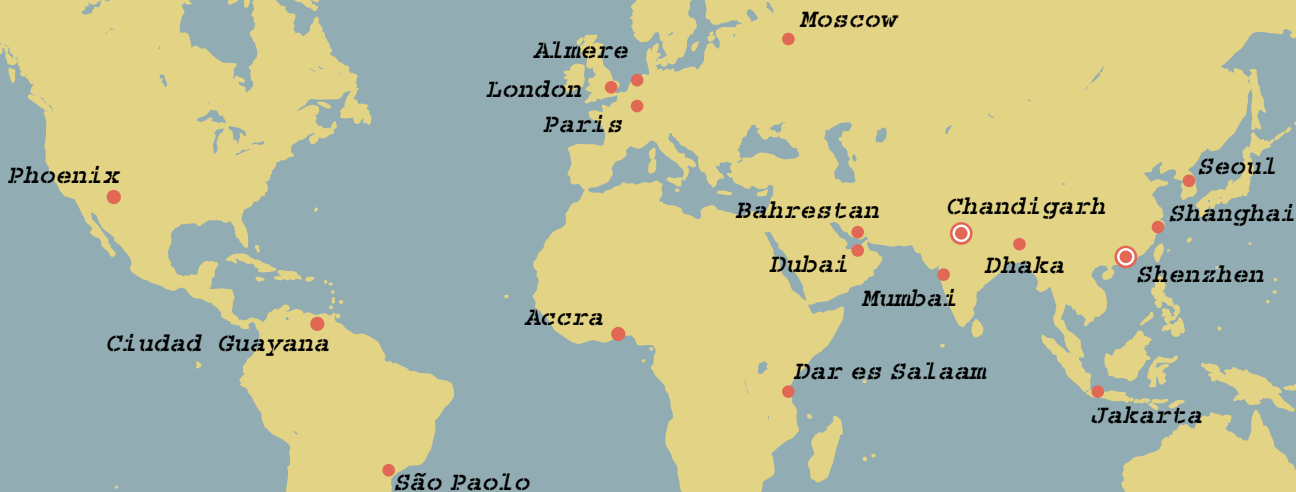 Moscow
Almere
London
Paris
Phoenix
Seoul
Bahrestan
Chandigarh
Shanghai
Dubai
Dhaka
Shenzhen
Mumbai
Accra
Ciudad Guayana
Dar es Salaam
Jakarta
São Paolo